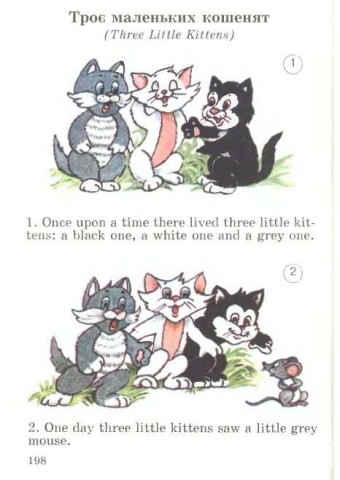 Троє маленьких кошенят
(Three Little Kittens)
1
1. Once upon a time there lived three little kit-
tens: a black one, a white one and a grey one.
2
2. One day three little kittens saw a little grey
mouse.
198